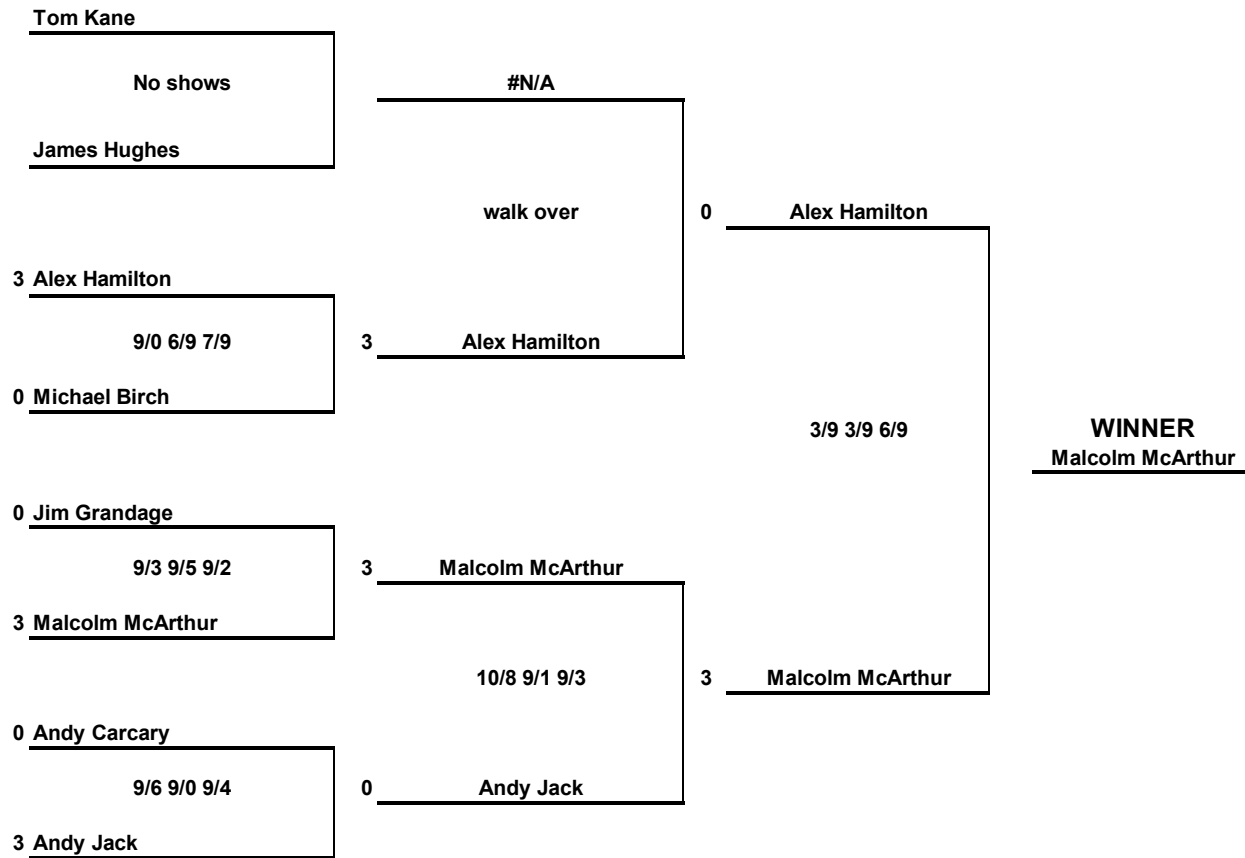 Tom Kane
No shows
#N/A
James Hughes
walk over
0 Alex Hamilton
3 Alex Hamilton
9/0 6/9 7/9
3 Alex Hamilton
0 Michael Birch
3/9 3/9 6/9
WINNER
Malcolm McArthur
0 Jim Grandage
9/3 9/5 9/2
3 Malcolm McArthur
3 Malcolm McArthur
10/8 9/1 9/3
3 Malcolm McArthur
0 Andy Carcary
9/6 9/0 9/4
0 Andy Jack
3 Andy Jack